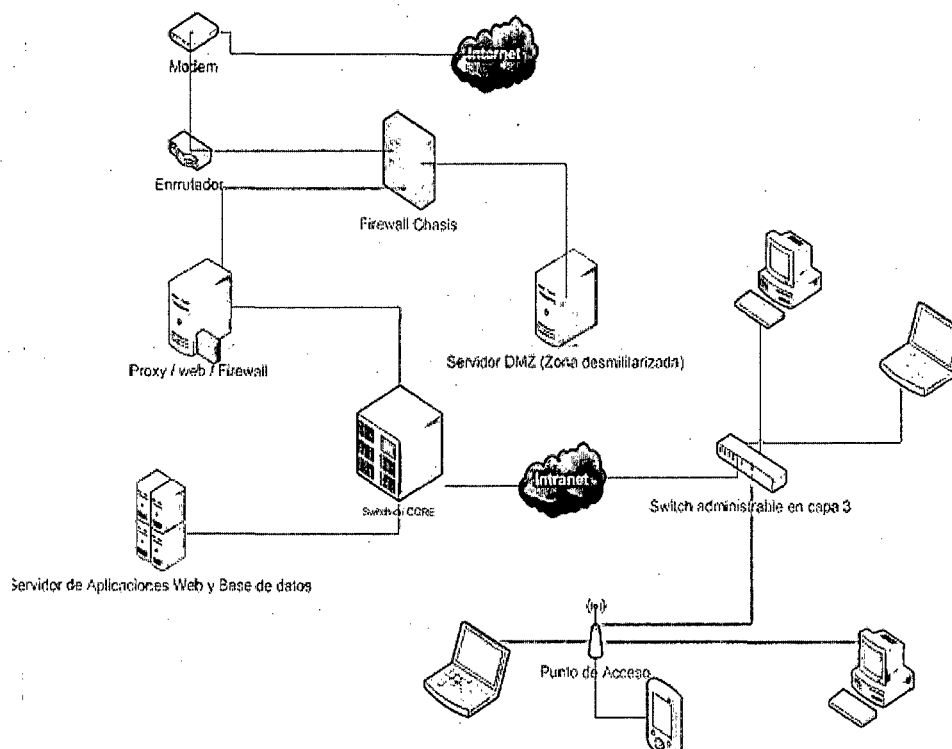 Internet
Modem
Enrrutador
Firewall Chasis
Proxy / web / Firewall
Servidor DMZ (Zona desmilitarizada)
Intranet
Switch administrable en capa 3
CORE
Servidor de Aplicaciones Web y Base de datos
Punto de Acceso